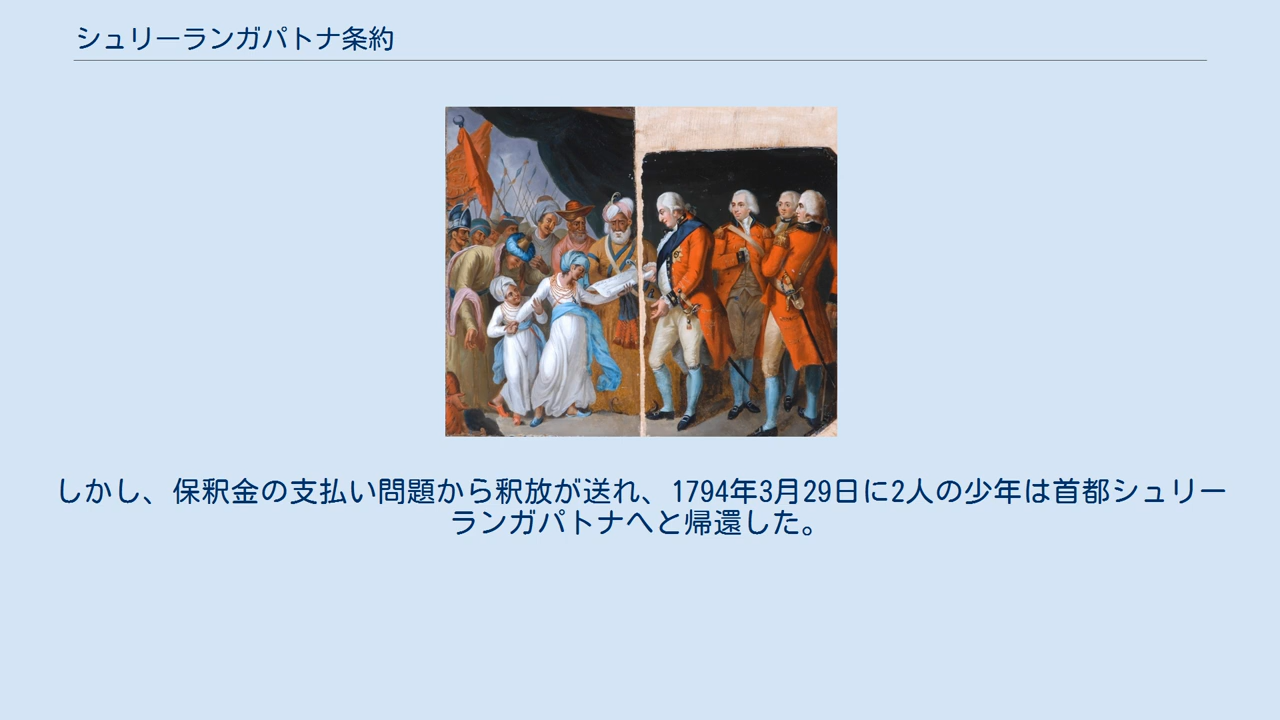 シュリーランガパトナ条約
しかし、保釈金の支払い問題から釈放が送れ、1794年3月29日に2人の少年は首都シュリー
ランガパトナへと帰還した。